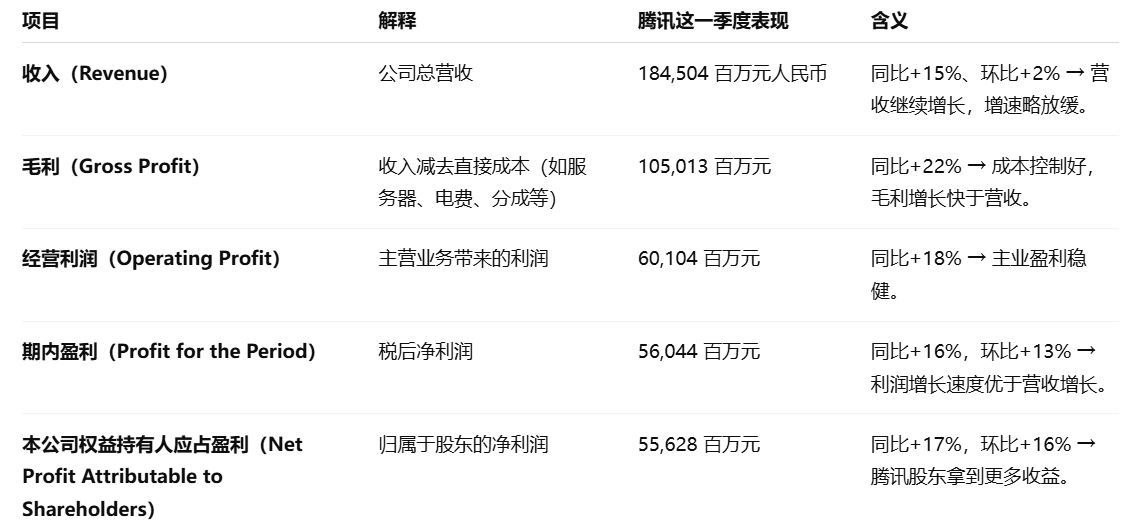 项目 解释 腾讯这一季度表现 含义
收入（Revenue） 公司总营收 184,504 百万元人民币 同比+15%、环比+2% → 营
收继续增长，增速略放缓。
毛利（Gross Profit） 收入减去直接成本（如服 105,013 百万元 同比+22% → 成本控制好，
务器、电费、分成等） 毛利增长快于营收。
经营利润（Operating Profit） 主营业务带来的利润 60,104 百万元 同比+18% → 主业盈利稳
健。
期内盈利（Profit for the Period） 税后净利润 56,044 百万元 同比+16%，环比+13% →
利润增长速度优于营收增长。
本公司权益持有人应占盈利（Net 归属于股东的净利润 55,628 百万元 同比+17%，环比+16% →
Profit Attributable to 腾讯股东拿到更多收益。
Shareholders）